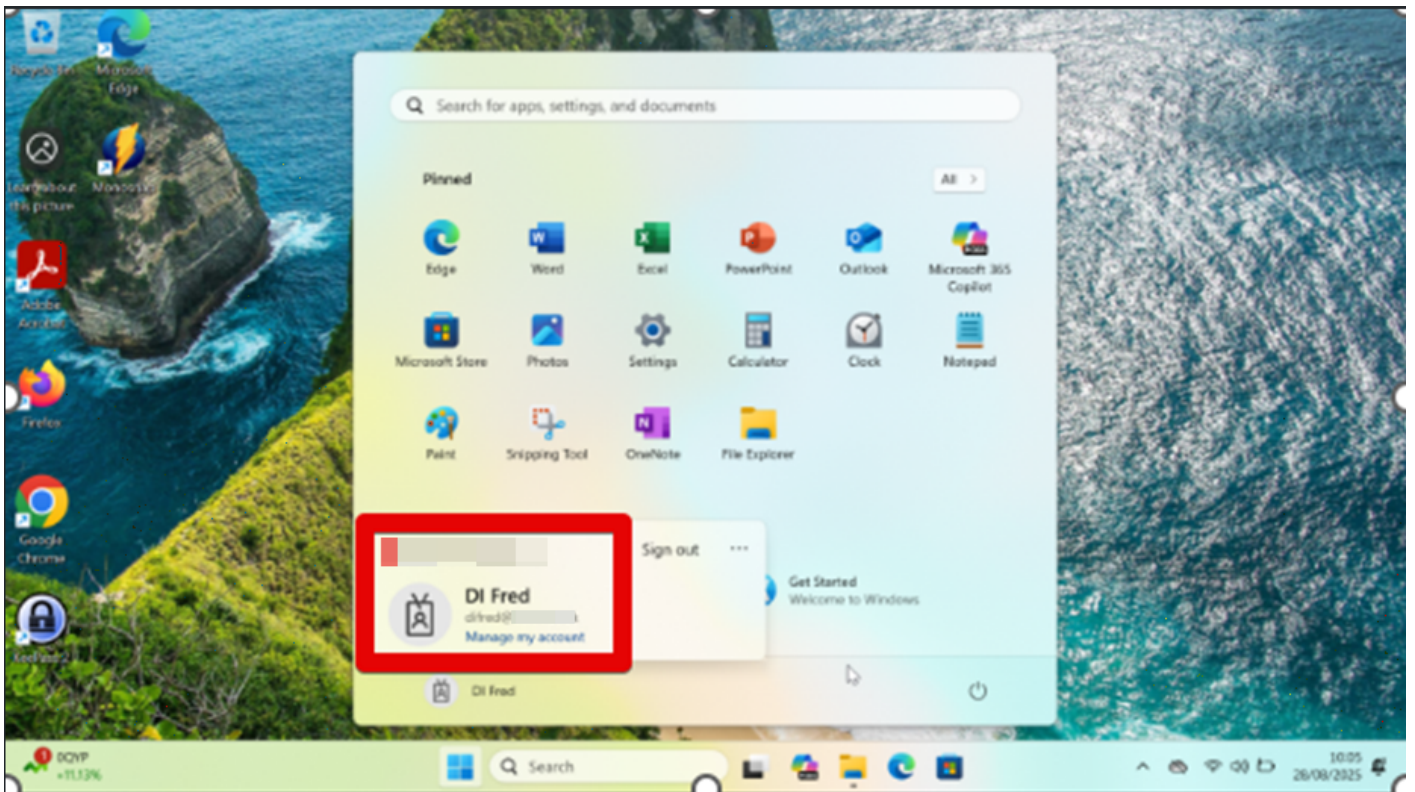 Recycle Bin
Microsoft
Edge
Learn about
this picture
Adobe
Acrobat
Firefox
Google
Chrome
Search for apps, settings, and documents
Pinned
All >
Edge
Word
Excel
PowerPoint
Outlook
Microsoft 365
Copilot
Microsoft Store
Photos
Settings
Calculator
Clock
Notepad
Paint
Snipping Tool
OneNote
File Explorer
Sign out
...
DI Fred
difred@
Manage my account
Get Started
Welcome to Windows
DI Fred
1
+11.13%
Search
10:05
28/08/2025